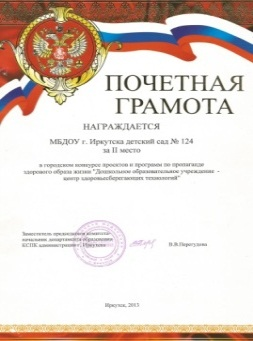 ПОЧЕТНАЯ
ГРАМОТА
НАГРАЖДАЕТСЯ
МБДОУ г. Иркутска детский сад № 124
за II место
в городском конкурсе проектов и программ по пропаганде
здорового образа жизни "Дошкольное образовательное учреждение -
центр здоровьесберегающих технологий"
Заместитель председателя комитета-
начальник департамента образования
КСПК администрации г. Иркутска
В.В.Перегудова
Иркутск, 2013